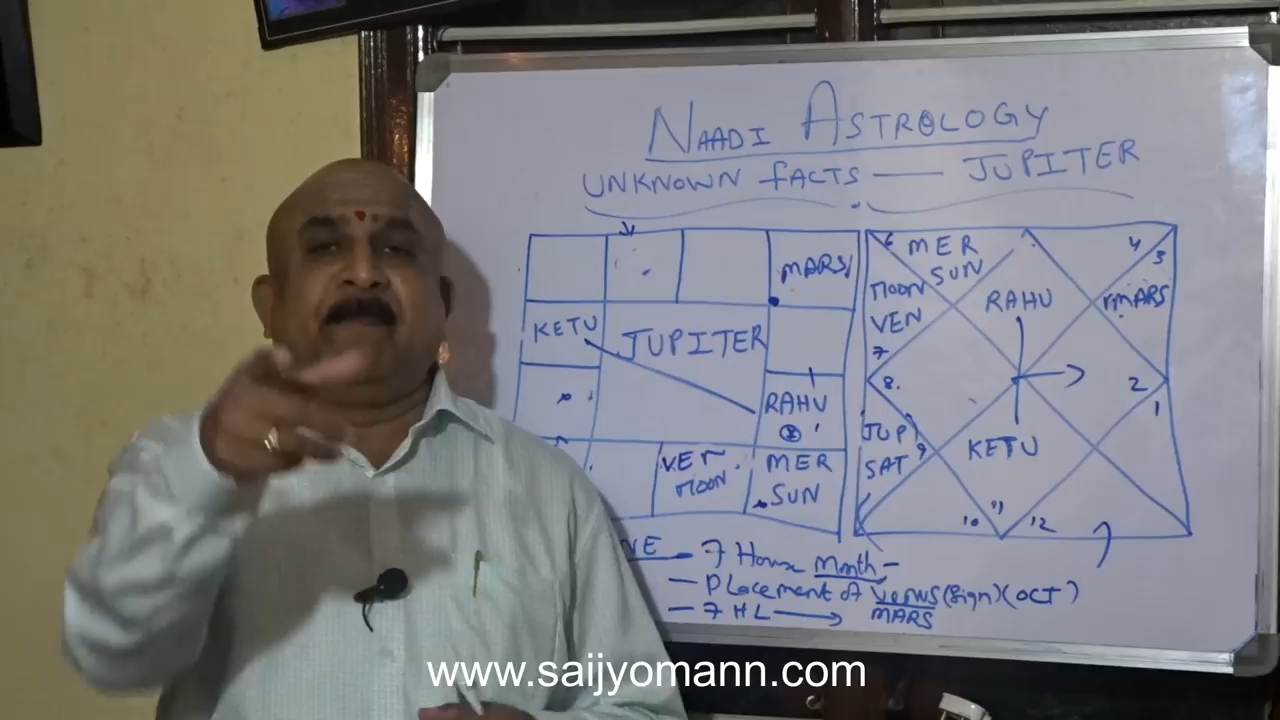 NAADI ASTROLOGY
UNKNOWN FACTS — JUPITER
MARS
KETU
JUPITER
RAHU
VEN
MOON
MER
SUN
6
MER
SUN
4
3
MOON
VEN
RAHU
MARS
7
8.
2
1
JUP
SAT
9
KETU
10
11
12
NE — 7 House Month -
— Placement of Venus (Sign) (OCT)
— 7 HL → MARS
www.saijyomann.com